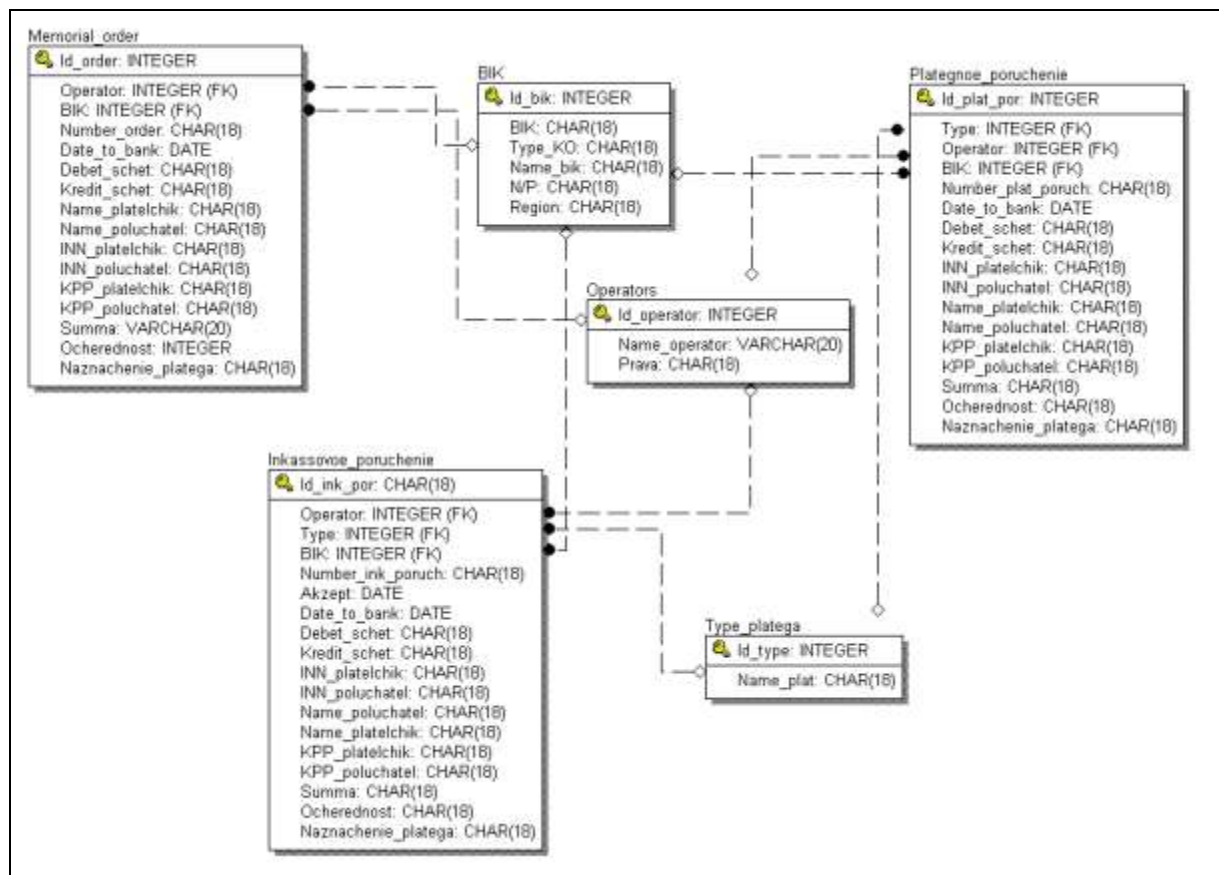 Memorial_order
Id_order: INTEGER
Operator: INTEGER (FK)
BIK: INTEGER (FK)
Number_order: CHAR(18)
Date_to_bank: DATE
Debet_schet: CHAR(18)
Kredit_schet: CHAR(18)
Name_platelchik: CHAR(18)
Name_poluchatel: CHAR(18)
INN_platelchik: CHAR(18)
INN_poluchatel: CHAR(18)
KPP_platelchik: CHAR(18)
KPP_poluchatel: CHAR(18)
Summa: VARCHAR(20)
Ocherednost: INTEGER
Naznachenie_platega: CHAR(18)
BIK
Id_bik: INTEGER
BIK: CHAR(18)
Type_KO: CHAR(18)
Name_bik: CHAR(18)
N/P: CHAR(18)
Region: CHAR(18)
Plategnoe_poruchenie
Id_plat_por: INTEGER
Type: INTEGER (FK)
Operator: INTEGER (FK)
BIK: INTEGER (FK)
Number_plat_poruch: CHAR(18)
Date_to_bank: DATE
Debet_schet: CHAR(18)
Kredit_schet: CHAR(18)
INN_platelchik: CHAR(18)
INN_poluchatel: CHAR(18)
Name_platelchik: CHAR(18)
Name_poluchatel: CHAR(18)
KPP_platelchik: CHAR(18)
KPP_poluchatel: CHAR(18)
Summa: CHAR(18)
Ocherednost: CHAR(18)
Naznachenie_platega: CHAR(18)
Operators
Id_operator: INTEGER
Name_operator: VARCHAR(20)
Prava: CHAR(18)
Inkassovoe_poruchenie
Id_ink_por: CHAR(18)
Operator: INTEGER (FK)
Type: INTEGER (FK)
BIK: INTEGER (FK)
Number_ink_poruch: CHAR(18)
Akzept: DATE
Date_to_bank: DATE
Debet_schet: CHAR(18)
Kredit_schet: CHAR(18)
INN_platelchik: CHAR(18)
INN_poluchatel: CHAR(18)
Name_poluchatel: CHAR(18)
Name_platelchik: CHAR(18)
KPP_platelchik: CHAR(18)
KPP_poluchatel: CHAR(18)
Summa: CHAR(18)
Ocherednost: CHAR(18)
Naznachenie_platega: CHAR(18)
Type_platega
Id_type: INTEGER
Name_plat: CHAR(18)